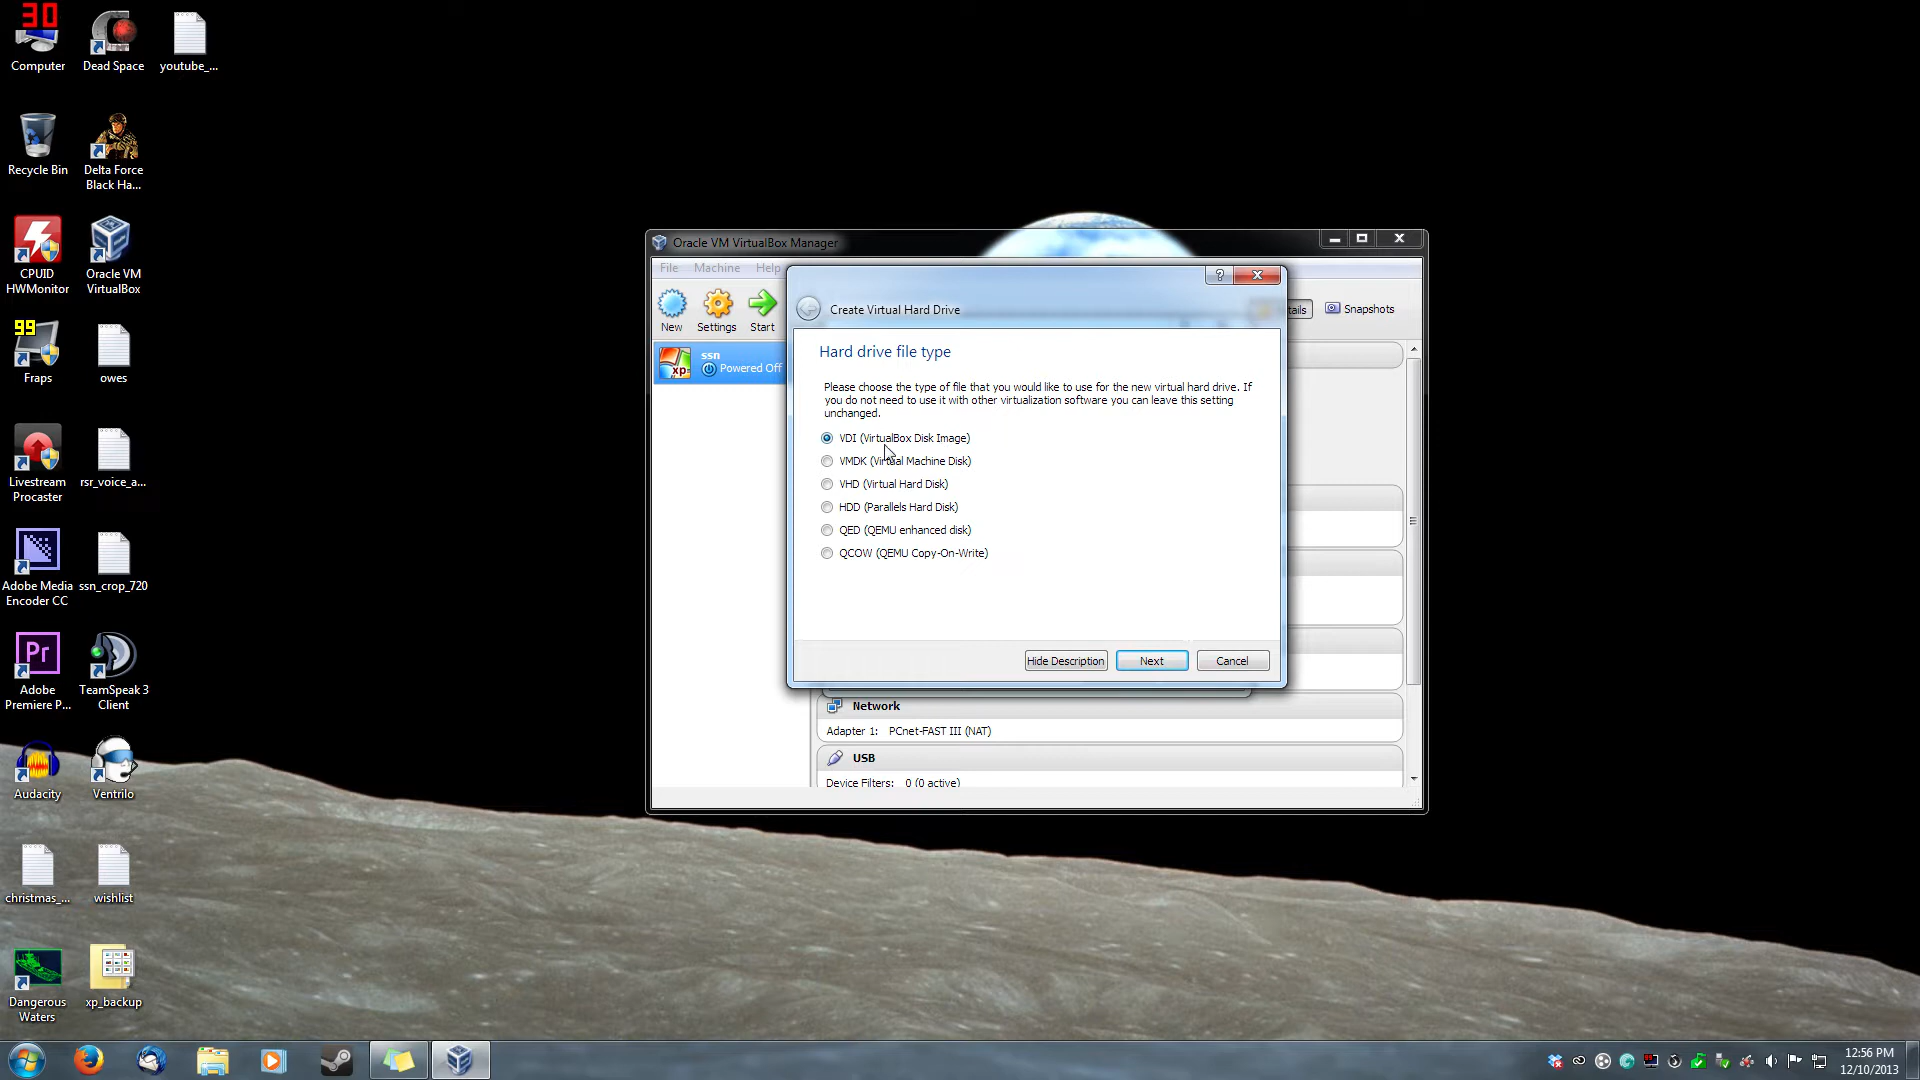 30
Computer
Dead Space
youtube_...
Recycle Bin
Delta Force
Black Ha...
CPUID
HWMonitor
Oracle VM
VirtualBox
99
Fraps
owes
Livestream
Procaster
rsr_voice_a...
Adobe Media
Encoder CC
ssn_crop_720
Pr
Adobe
Premiere P...
TeamSpeak 3
Client
Audacity
Ventrilo
christmas_...
wishlist
Dangerous
Waters
xp_backup
Oracle VM VirtualBox Manager
File Machine Help
New Settings Start
tails
Snapshots
xp
ssn
Powered Off
Create Virtual Hard Drive
Hard drive file type
Please choose the type of file that you would like to use for the new virtual hard drive. If
you do not need to use it with other virtualization software you can leave this setting
unchanged.
VDI (VirtualBox Disk Image)
VMDK (Virtual Machine Disk)
VHD (Virtual Hard Disk)
HDD (Parallels Hard Disk)
QED (QEMU enhanced disk)
QCOW (QEMU Copy-On-Write)
Hide Description Next Cancel
Network
Adapter 1: PCnet-FAST III (NAT)
USB
Device Filters: 0 (0 active)
12:56 PM
12/10/2013